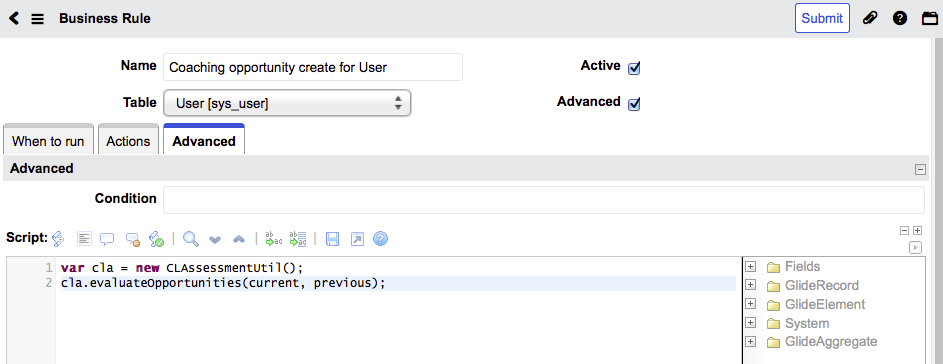 Business Rule
Submit
Name
Coaching opportunity create for User
Active
Table
User [sys_user]
Advanced
When to run
Actions
Advanced
Advanced
Condition
Script:
1 var cla = new CLAssessmentUtil();
2 cla.evaluateOpportunities(current, previous);
Fields
GlideRecord
GlideElement
System
GlideAggregate